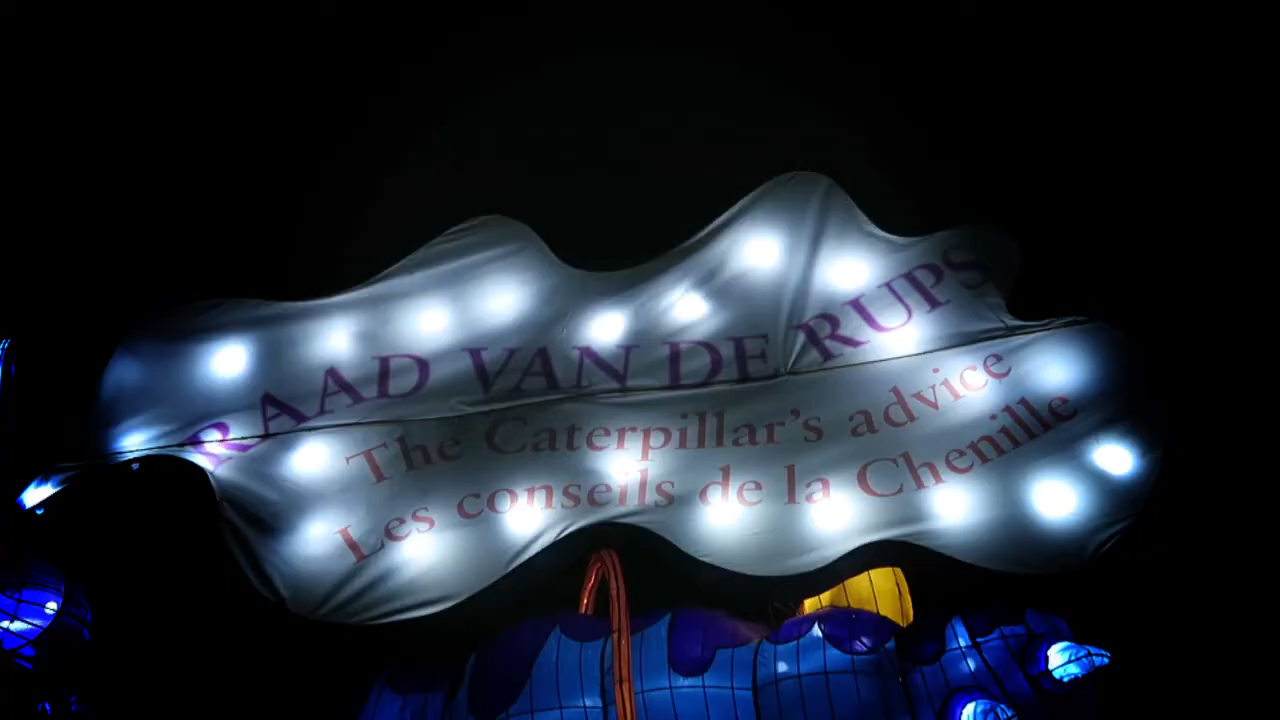 RAAD VAN DE RUPS
The Caterpillar's advice
Les conseils de la Chenille